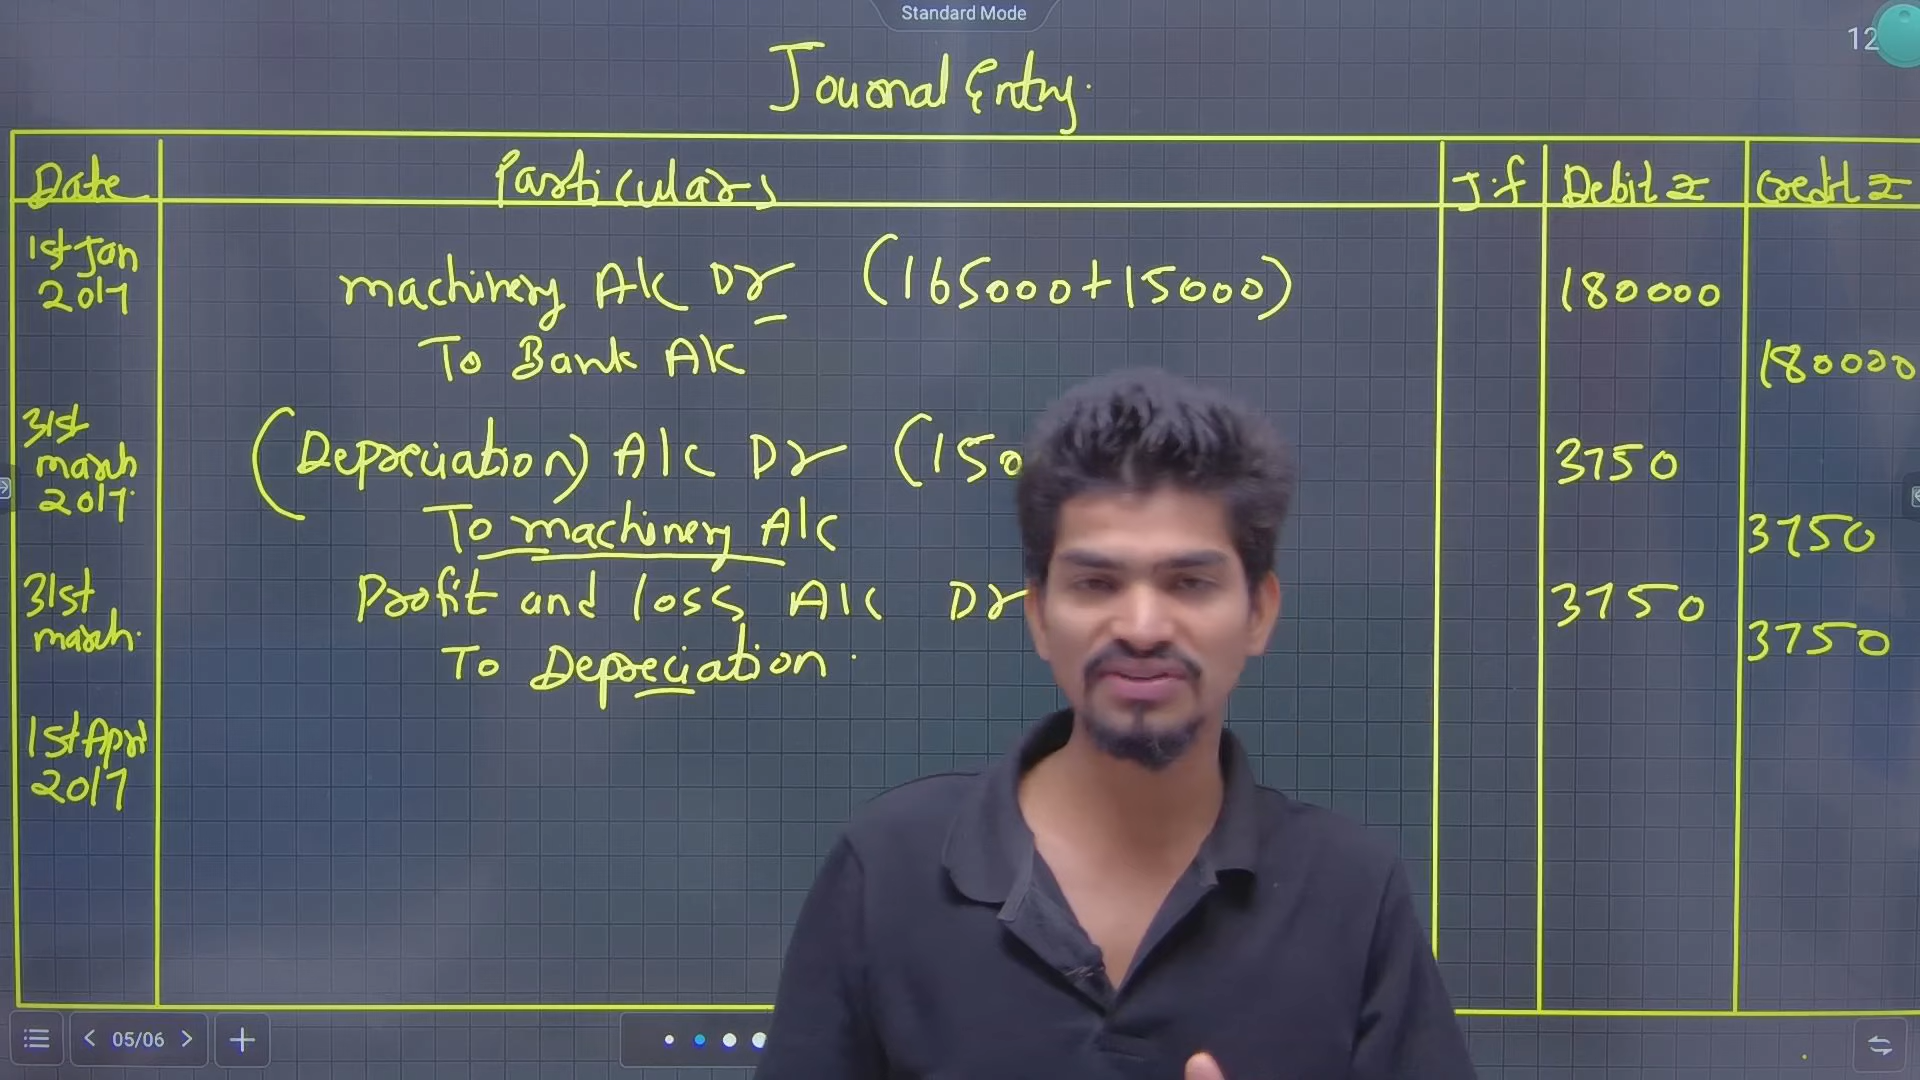 Standard Mode
12
Journal Entry.
Date Particulars J.f Debit ₹ Credit ₹
1st Jan 2017 machinery A/c Dr (165000+15000) 180000
To Bank A/c 180000
31st march 2017 (Depreciation) A/c Dr (150 3750
To machinery A/c 3750
31st march. Profit and loss A/c Dr 3750
To Depreciation. 3750
1st April 2017
05/06